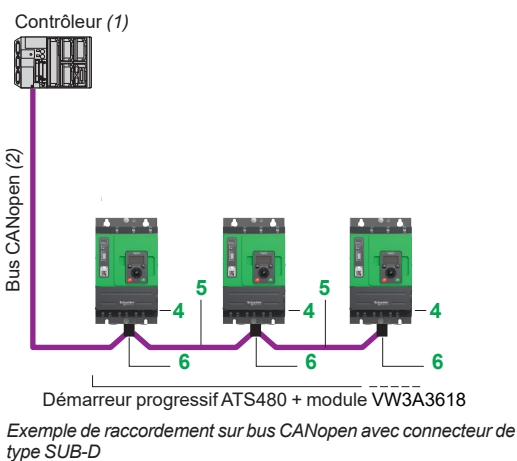 Contrôleur (1)
Bus CANopen (2)
5
5
4
4
4
6
6
6
Démarreur progressif ATS480 + module VW3A3618
Exemple de raccordement sur bus CANopen avec connecteur de
type SUB-D